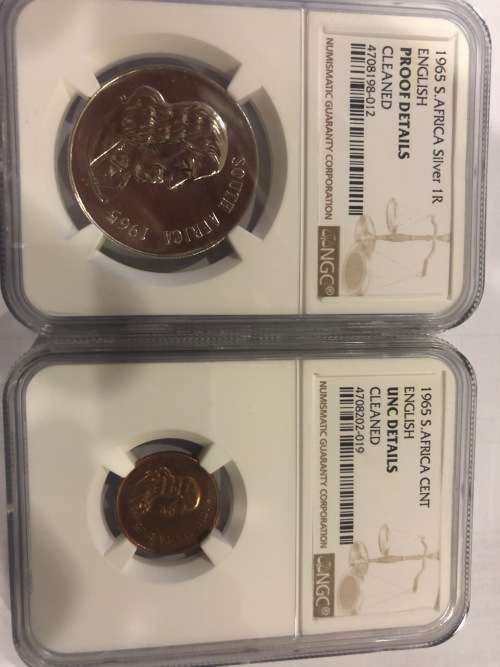 1965 S.AFRICA Silver 1R
ENGLISH
PROOF DETAILS
CLEANED
4708198-012
NUMISMATIC GUARANTY CORPORATION
NGC®
SOUTH AFRICA 1965
1965 S.AFRICA CENT
ENGLISH
UNC DETAILS
CLEANED
4708202-019
NUMISMATIC GUARANTY CORPORATION
NGC®